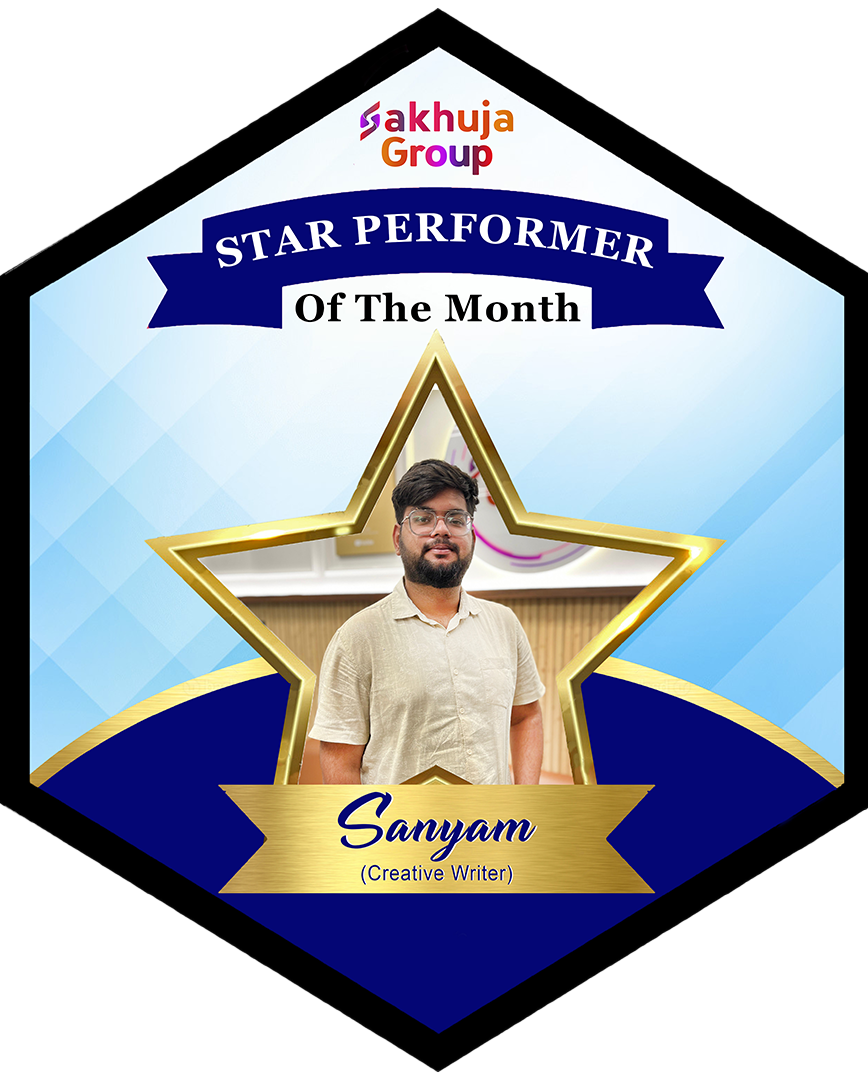 Sakhuja
Group
STAR PERFORMER
Of The Month
Sanyam
(Creative Writer)